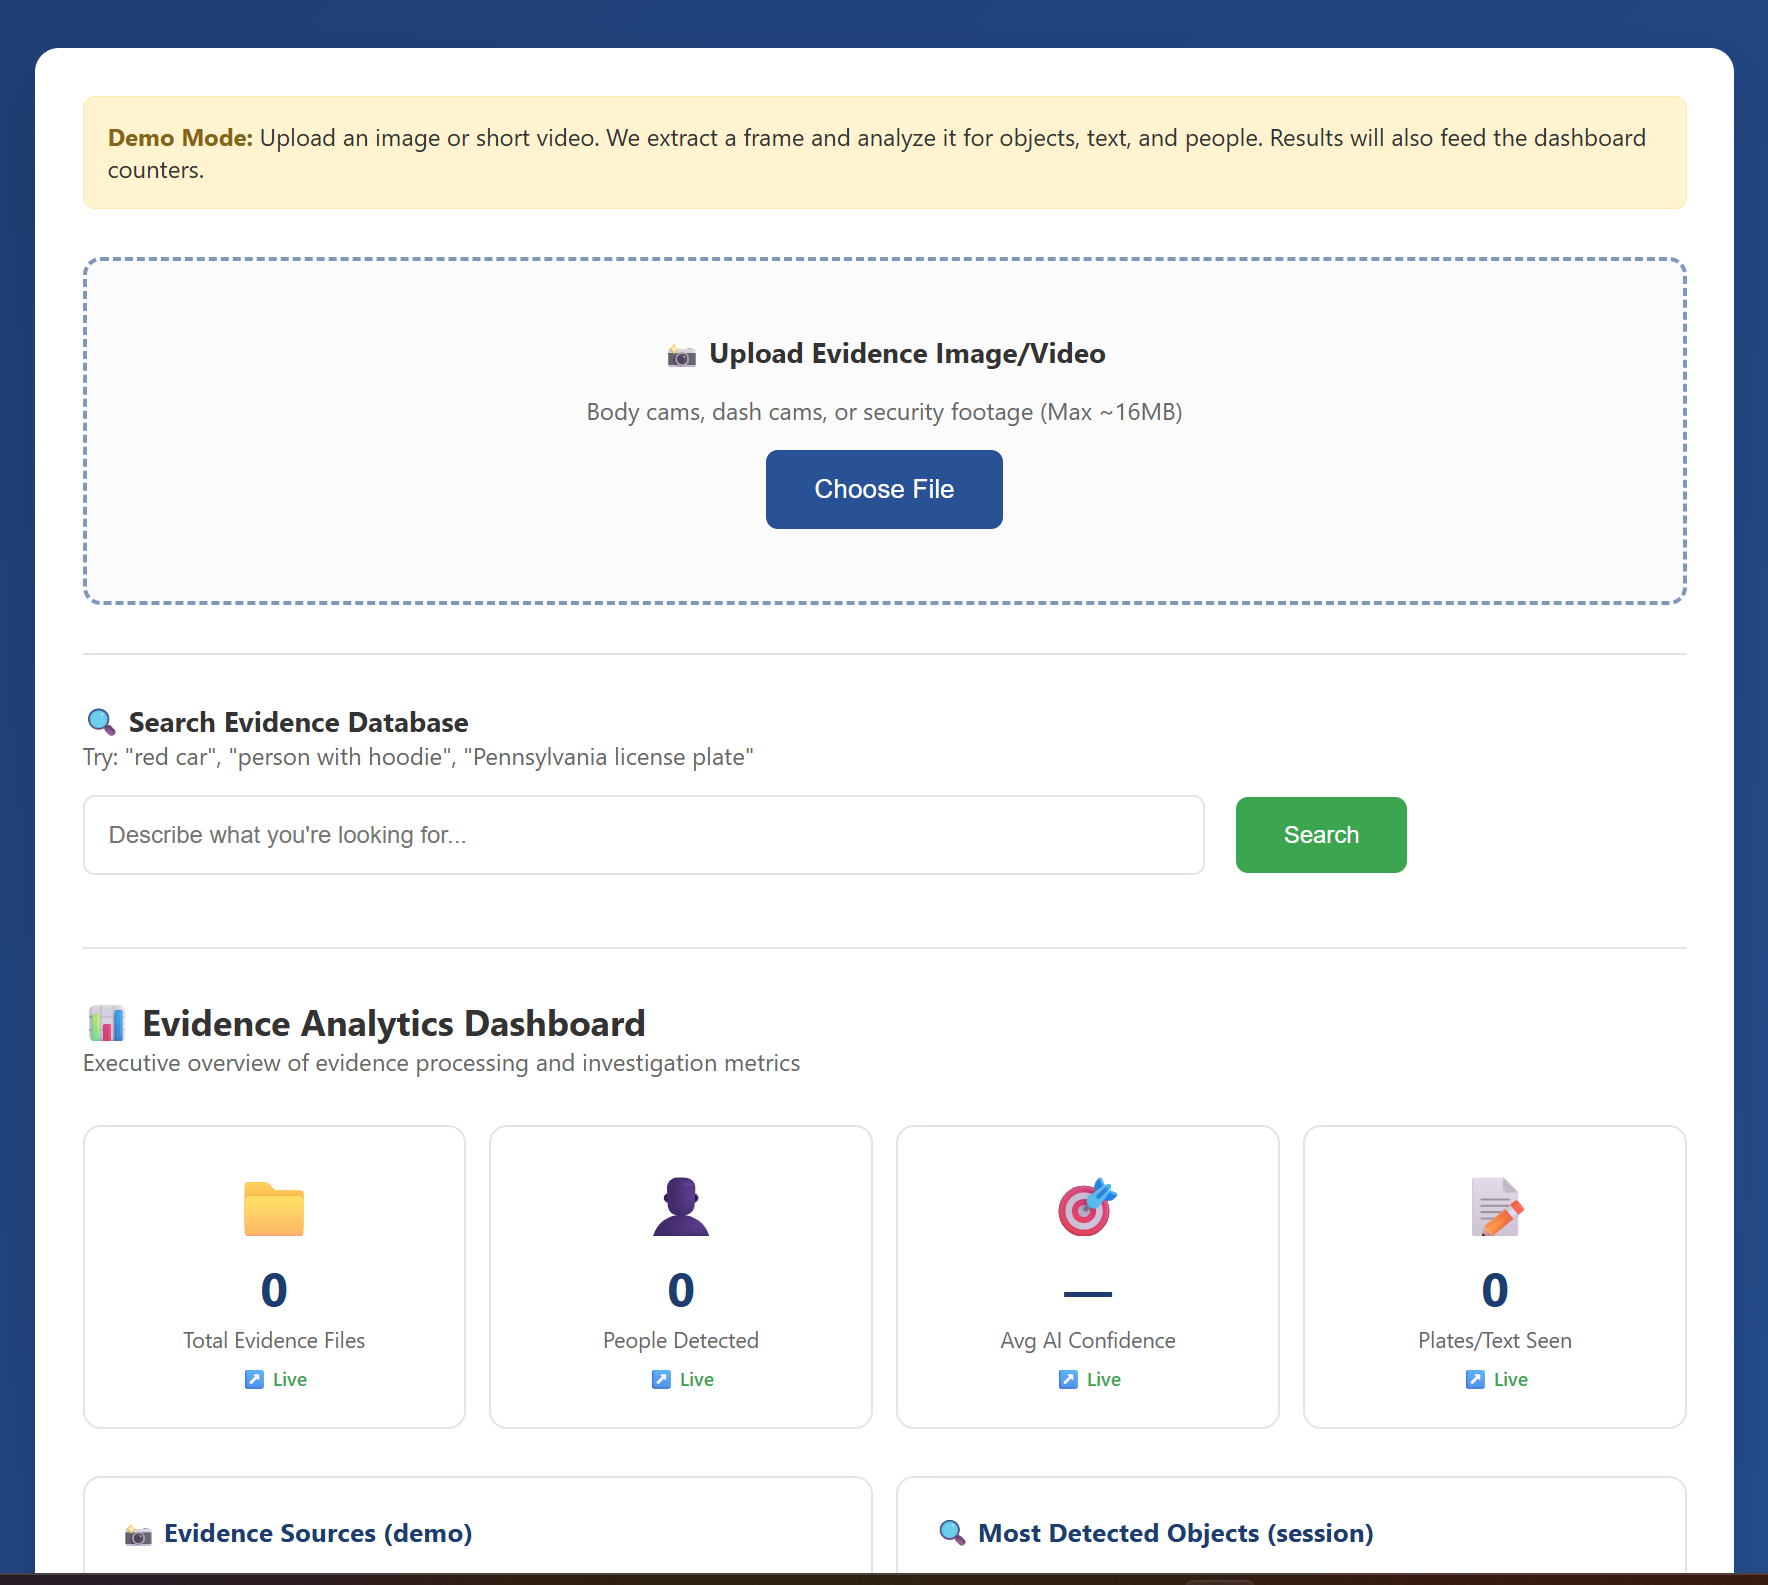 Demo Mode: Upload an image or short video. We extract a frame and analyze it for objects, text, and people. Results will also feed the dashboard
counters.
Upload Evidence Image/Video
Body cams, dash cams, or security footage (Max ~16MB)
Choose File
Search Evidence Database
Try: "red car", "person with hoodie", "Pennsylvania license plate"
Describe what you're looking for...
Search
Evidence Analytics Dashboard
Executive overview of evidence processing and investigation metrics
0
Total Evidence Files
Live
0
People Detected
Live
—
Avg AI Confidence
Live
0
Plates/Text Seen
Live
Evidence Sources (demo)
Most Detected Objects (session)